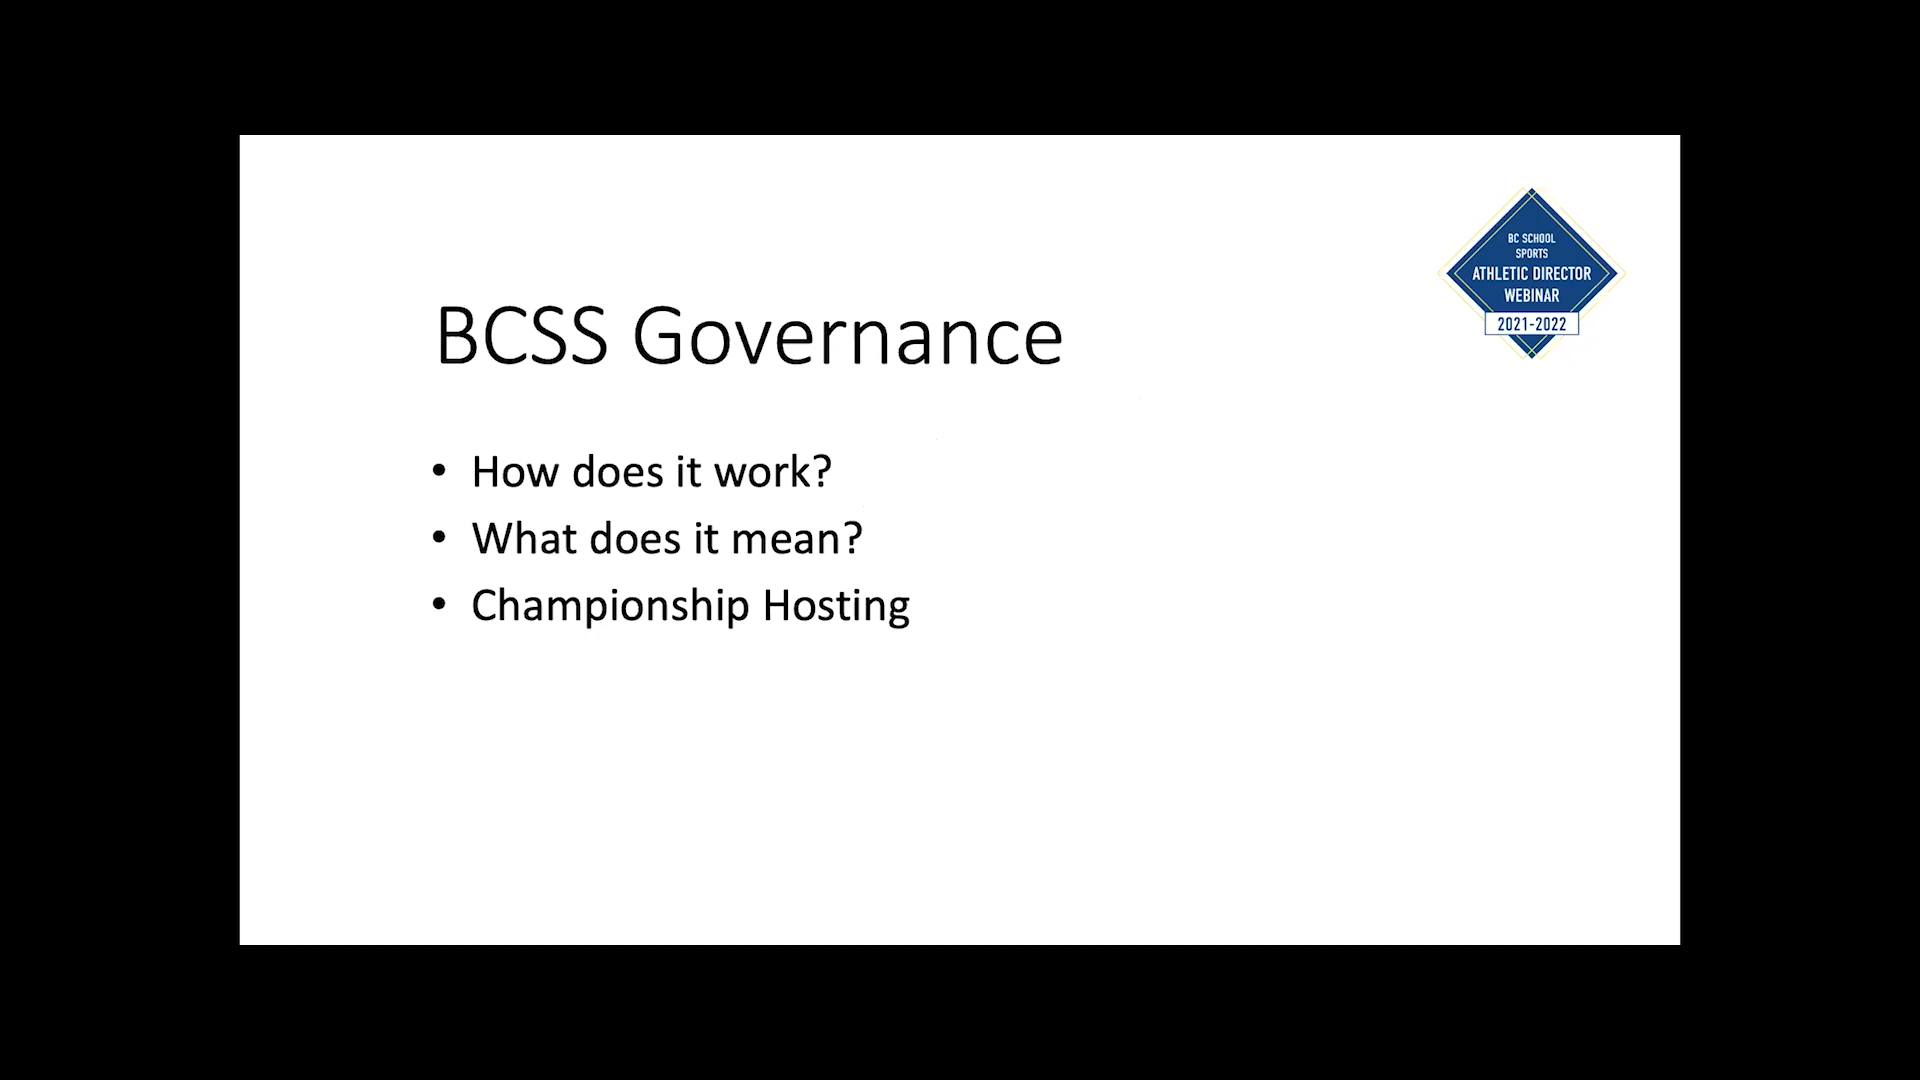 BC SCHOOL
SPORTS
ATHLETIC DIRECTOR
WEBINAR
2021-2022
BCSS Governance
• How does it work?
• What does it mean?
• Championship Hosting